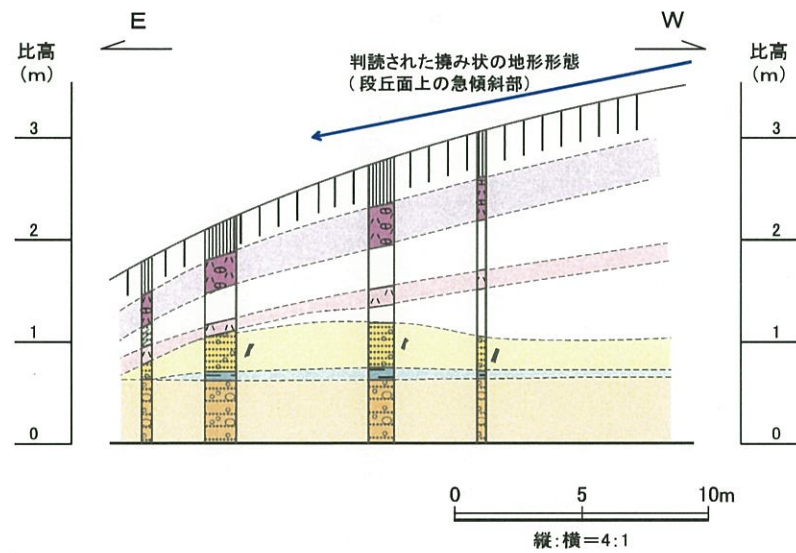 E
W
比高
(m)
比高
(m)
判読された撓み状の地形形態
(段丘面上の急傾斜部)
3
2
1
0
3
2
1
0
0
5
10m
縦:横=4:1